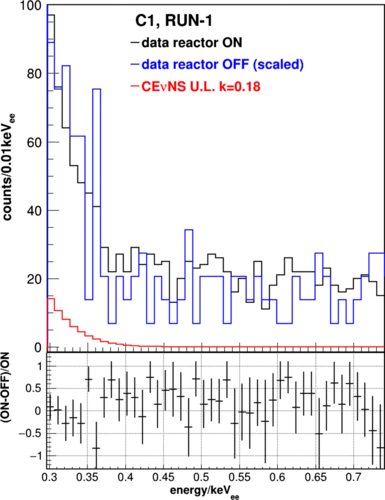 C1, RUN-1
data reactor ON
data reactor OFF (scaled)
CEνNS U.L. k=0.18
counts/0.01keVee
100
80
60
40
20
0
(ON-OFF)/ON
1
0.5
0
-0.5
-1
0.3 0.35 0.4 0.45 0.5 0.55 0.6 0.65 0.7
energy/keVee